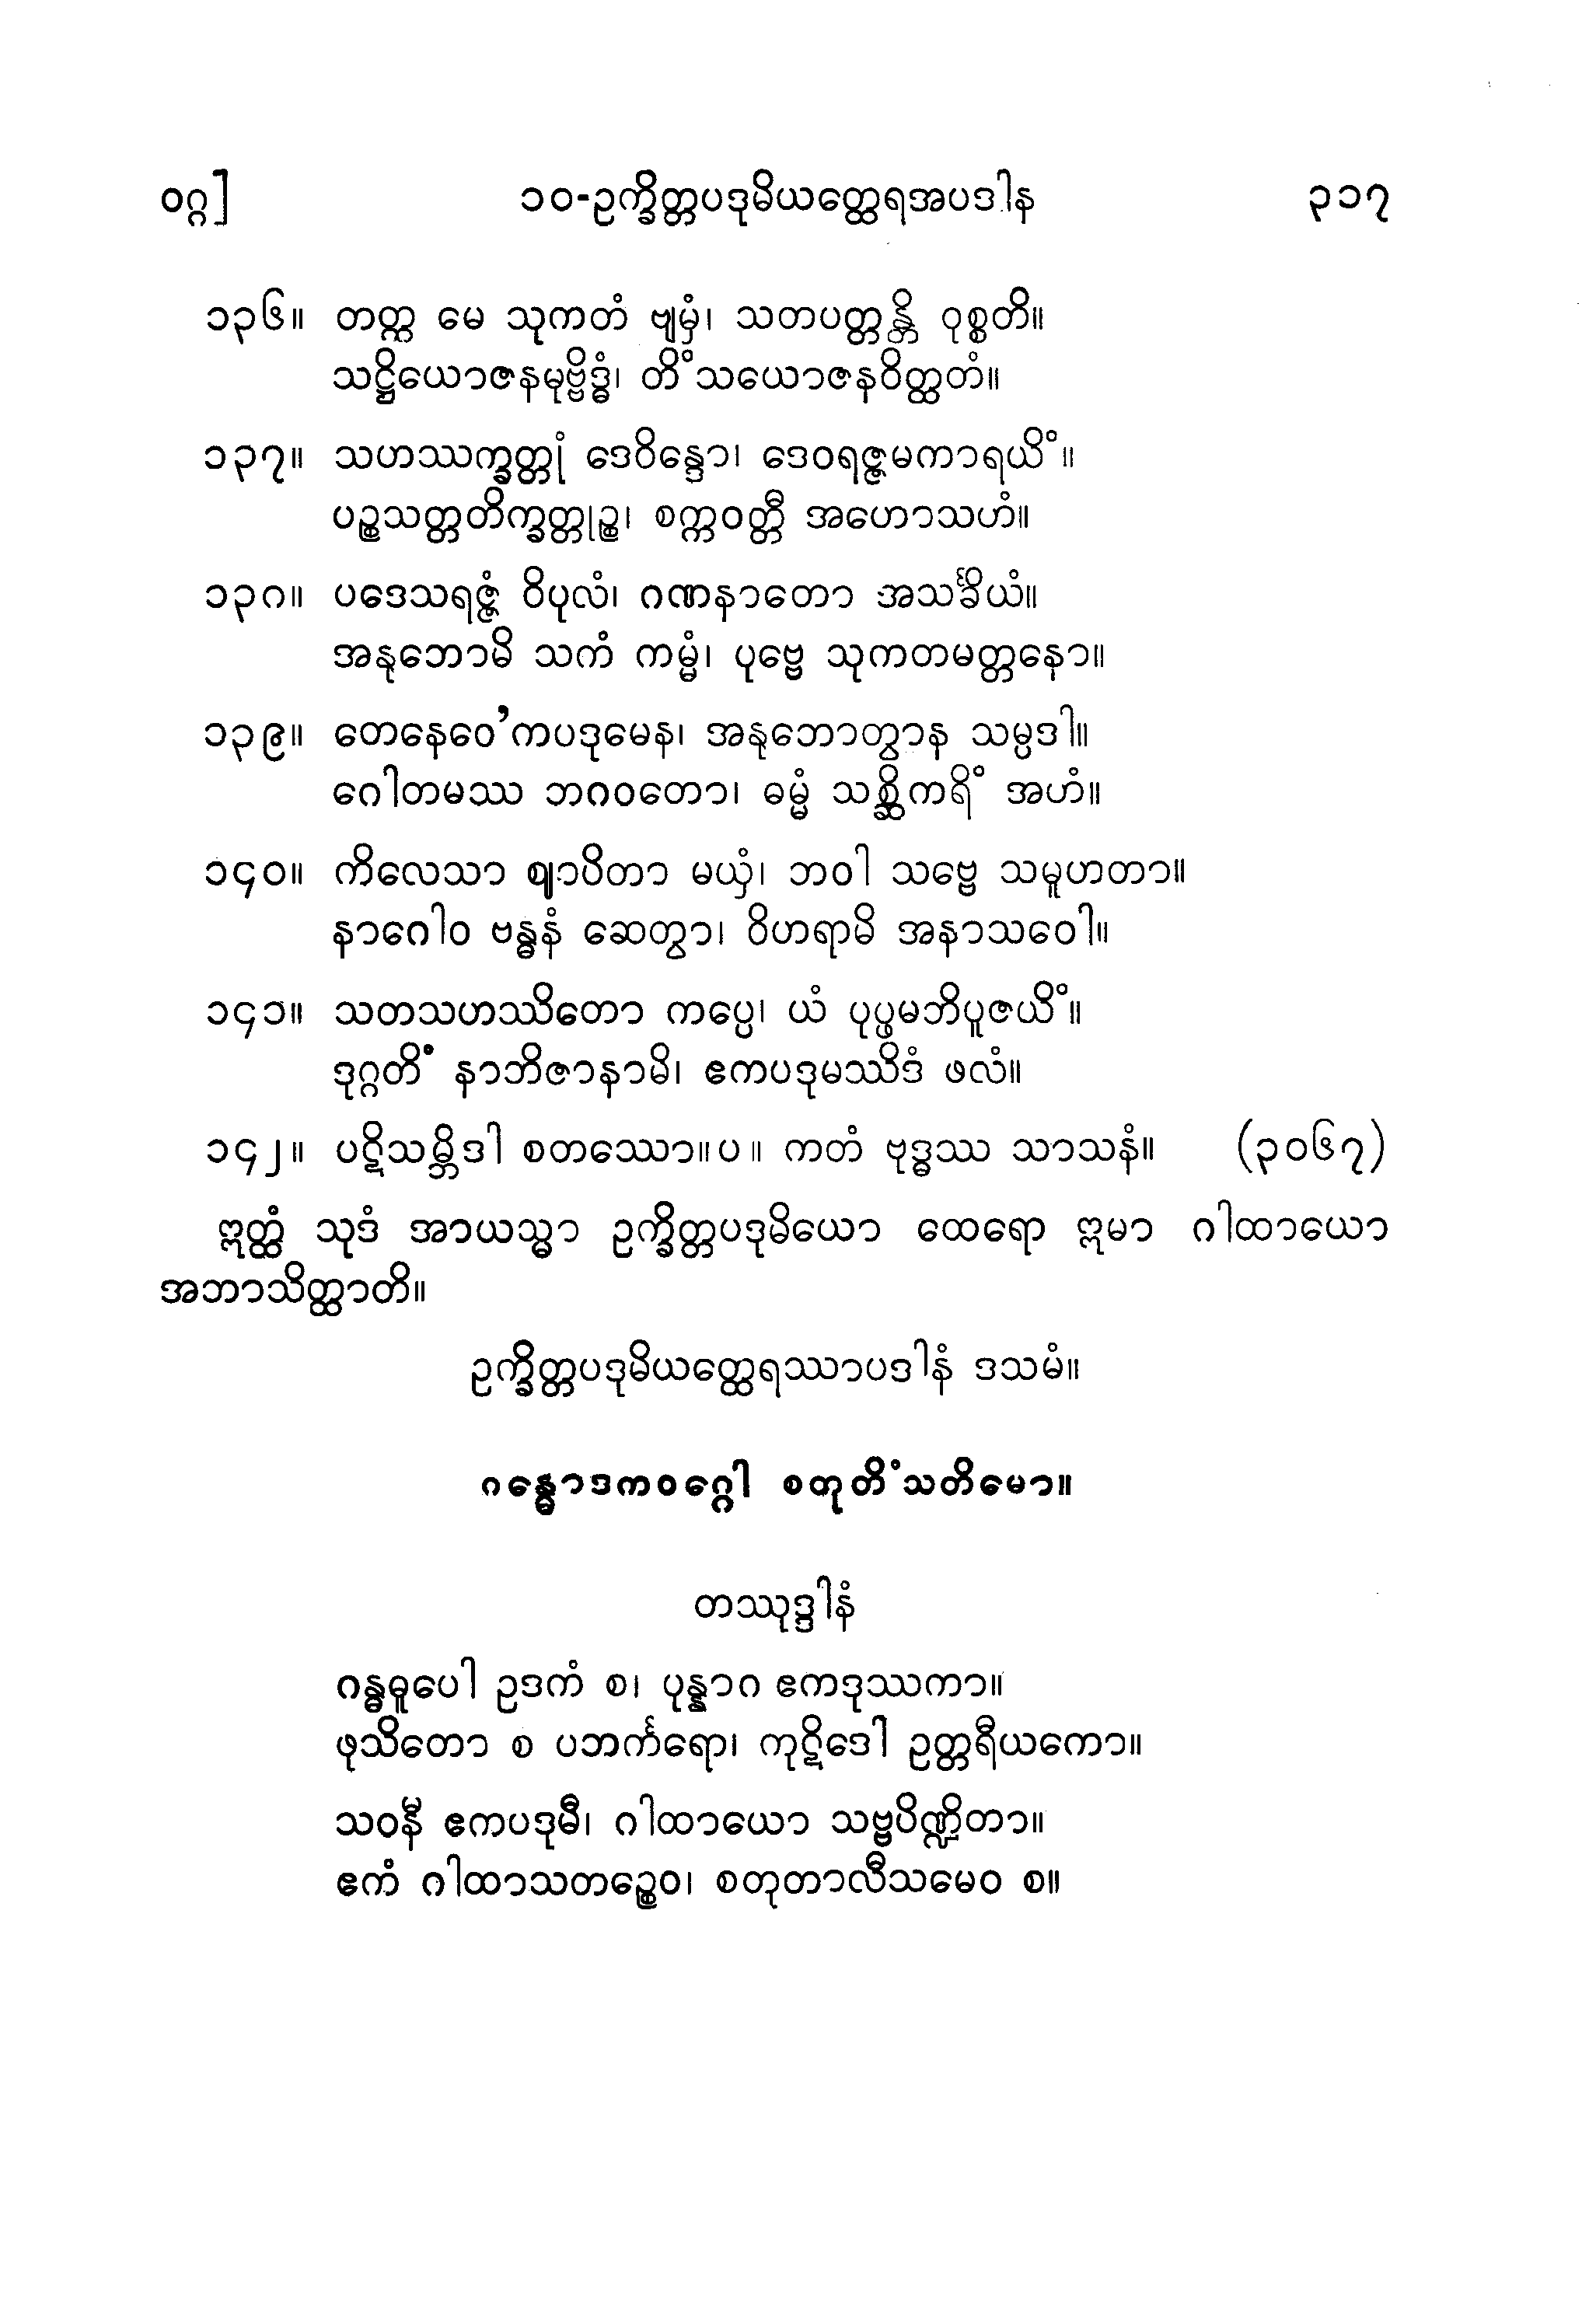 ဝဂ္ဂ]	၁၀-ဥက္ခိတ္တပဒုမိယတ္ထေရအပဒါန	၃၁၇
၁၃၆။ တတ္ထ မေ သုကတံ ဗျမှံ၊ သတပတ္တန္တိ ဝုစ္စတိ။
သဋ္ဌိယောဇနမုဗ္ဗိဒ္ဓံ၊ တိံသယောဇနဝိတ္ထတံ။
၁၃၇။ သဟဿက္ခတ္တုံ ဒေဝိန္ဒော၊ ဒေဝရဇ္ဇမကာရယိံ။
ပဉ္စသတ္တတိက္ခတ္တုဉ္စ၊ စက္ကဝတ္တီ အဟောသဟံ။
၁၃၈။ ပဒေသရဇ္ဇံ ဝိပုလံ၊ ဂဏနာတော အသင်္ခိယံ။
အနုဘောမိ သကံ ကမ္မံ၊ ပုဗ္ဗေ သုကတမတ္တနော။
၁၃၉။ တေနေဝေ’ကပဒုမေန၊ အနုဘောတွာန သမ္ပဒါ။
ဂေါတမဿ ဘဂဝတော၊ ဓမ္မံ သစ္ဆိကရိံ အဟံ။
၁၄၀။ ကိလေသာ ဈာပိတာ မယှံ၊ ဘဝါ သဗ္ဗေ သမူဟတာ။
နာဂေါဝ ဗန္ဓနံ ဆေတွာ၊ ဝိဟရာမိ အနာသဝေါ။
၁၄၁။ သတသဟဿိတော ကပ္ပေ၊ ယံ ပုပ္ဖမဘိပူဇယိံ။
ဒုဂ္ဂတိံ နာဘိဇာနာမိ၊ ဧကပဒုမဿိဒံ ဖလံ။
၁၄၂။ ပဋိသမ္ဘိဒါ စတဿော။ပ။ ကတံ ဗုဒ္ဓဿ သာသနံ။ (၃၀၆၇)
ဣတ္ထံ သုဒံ အာယသ္မာ ဥက္ခိတ္တပဒုမိယော ထေရော ဣမာ ဂါထာယော
အဘာသိတ္ထာတိ။
ဥက္ခိတ္တပဒုမိယတ္ထေရဿာပဒါနံ ဒသမံ။
ဂန္ဓောဒကဝဂ္ဂေါ စတုတိံသတိမော။
တဿုဒ္ဒါနံ
ဂန္ဓဓူပေါ ဥဒကံ စ၊ ပုန္နာဂ ဧကဒုဿကာ။
ဖုသိတော စ ပဘင်္ကရော၊ ကုဋိဒေါ ဥတ္တရီယကော။
သဝနီ ဧကပဒုမီ၊ ဂါထာယော သဗ္ဗပိဏ္ဍိတာ။
ဧကံ ဂါထာသတဉ္စေဝ၊ စတုတာလီသမေဝ စ။